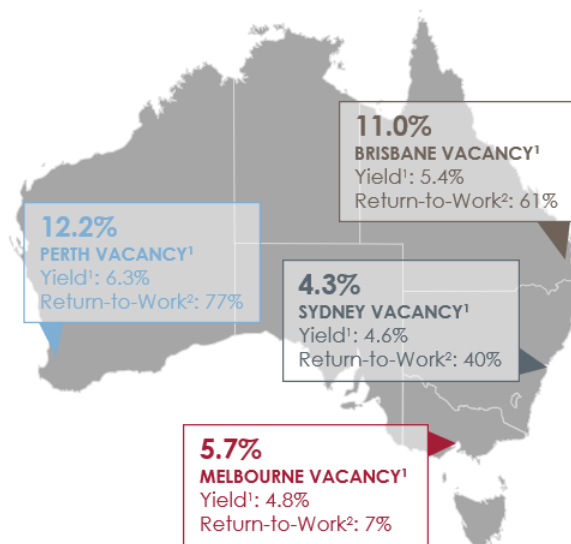 11.0%
BRISBANE VACANCY¹
Yield¹: 5.4%
Return-to-Work²: 61%
12.2%
PERTH VACANCY¹
Yield¹: 6.3%
Return-to-Work²: 77%
4.3%
SYDNEY VACANCY¹
Yield¹: 4.6%
Return-to-Work²: 40%
5.7%
MELBOURNE VACANCY¹
Yield¹: 4.8%
Return-to-Work²: 7%